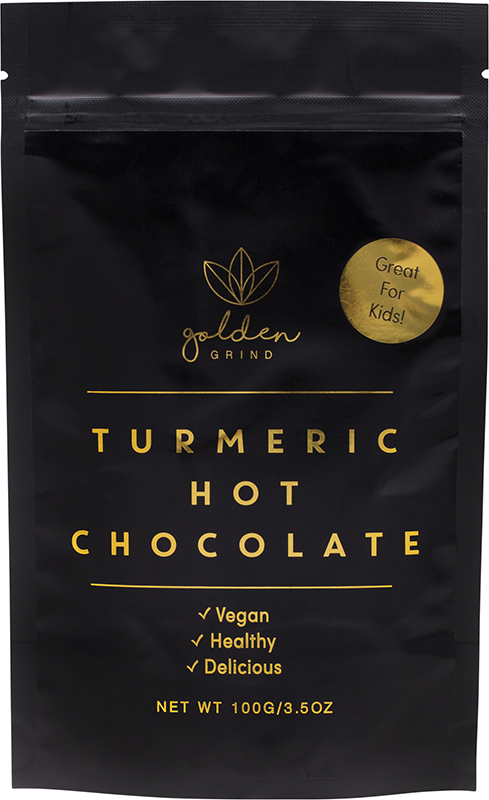 golden
GRIND
Great
For
Kids!
TURMERIC
HOT
CHOCOLATE
✓ Vegan
✓ Healthy
✓ Delicious
NET WT 100G/3.5OZ